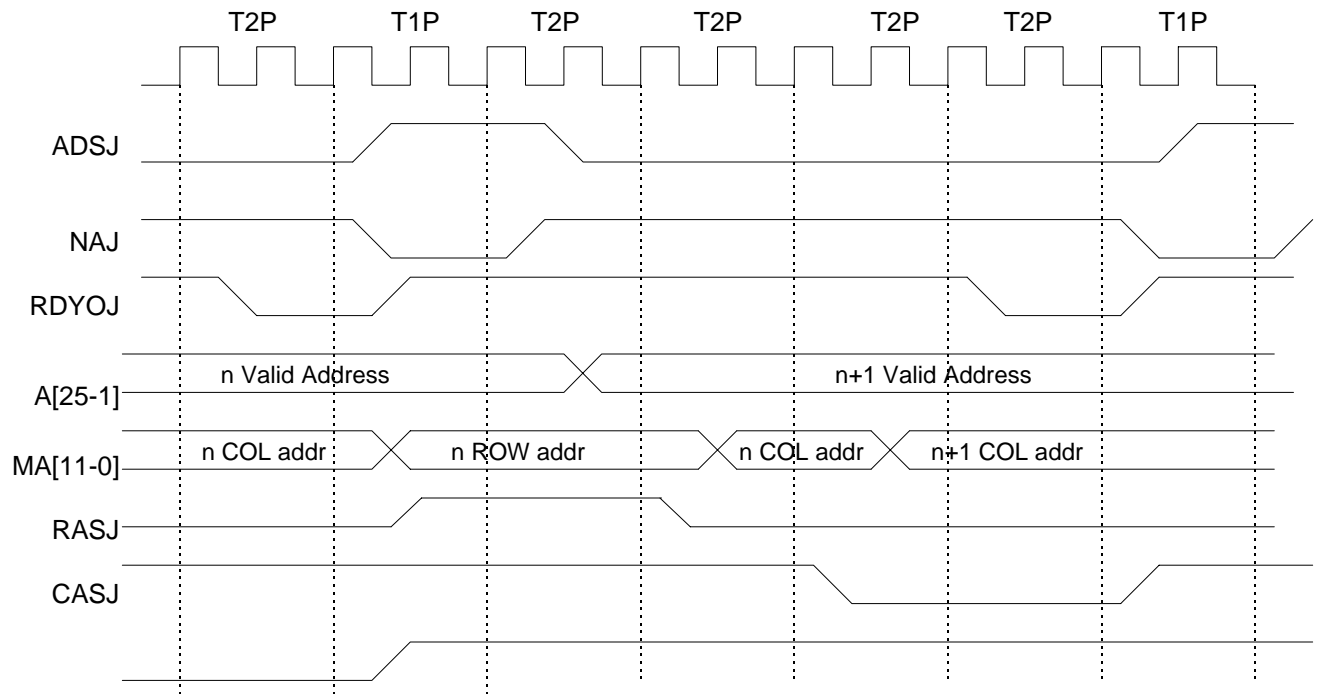 T2P T1P T2P T2P T2P T2P T1P
ADSJ
NAJ
RDYOJ
n Valid Address n+1 Valid Address
A[25-1]
n COL addr n ROW addr n COL addr n+1 COL addr
MA[11-0]
RASJ
CASJ